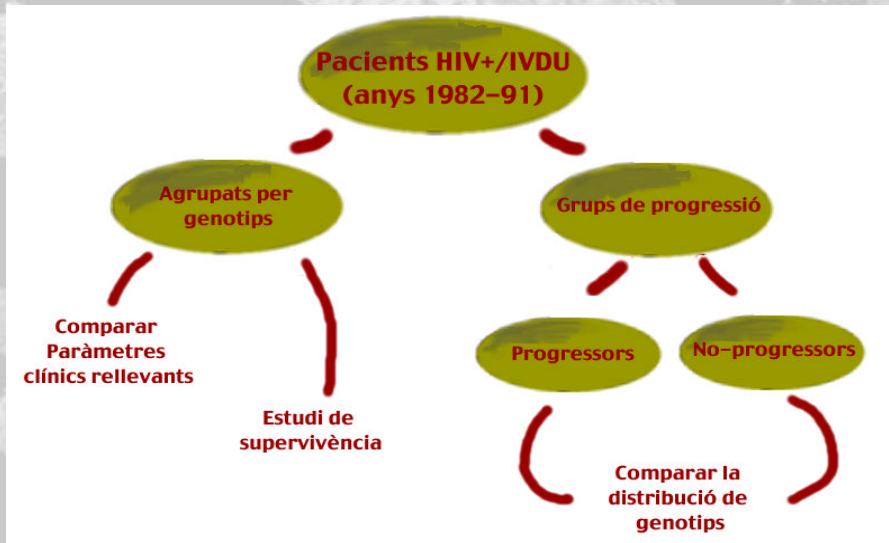 Pacients HIV+/IVDU
(anys 1982-91)
Agrupats per
genotips
Grups de progressió
Comparar
Paràmetres
clínics rellevants
Estudi de
supervivència
Progressors
No-progressors
Comparar la
distribució de
genotips